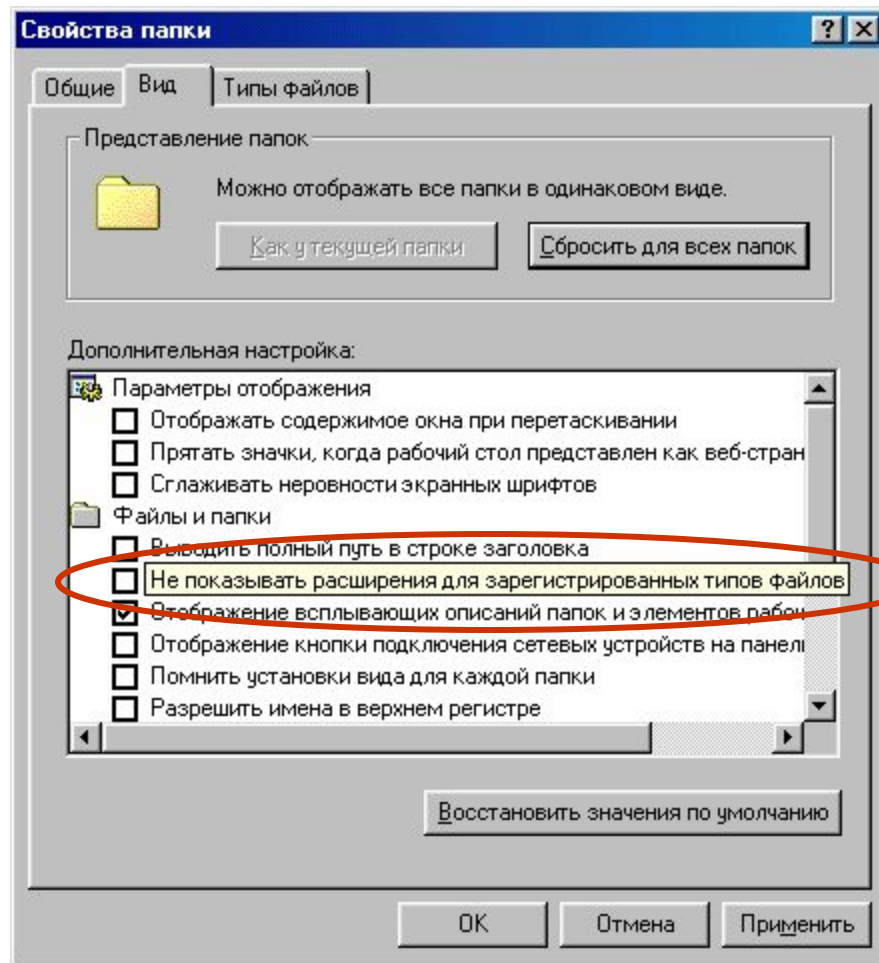 Свойства папки
Общие Вид Типы файлов
Представление папок
Можно отображать все папки в одинаковом виде.
Как у текущей папки Сбросить для всех папок
Дополнительная настройка:
Параметры отображения
Отображать содержимое окна при перетаскивании
Прятать значки, когда рабочий стол представлен как веб-стран
Сглаживать неровности экранных шрифтов
Файлы и папки
Выводить полный путь в строке заголовка
Не показывать расширения для зарегистрированных типов файлов
Отображение всплывающих описаний папок и элементов рабоч
Отображение кнопки подключения сетевых устройств на панел
Помнить установки вида для каждой папки
Разрешить имена в верхнем регистре
Восстановить значения по умолчанию
OK Отмена Применить